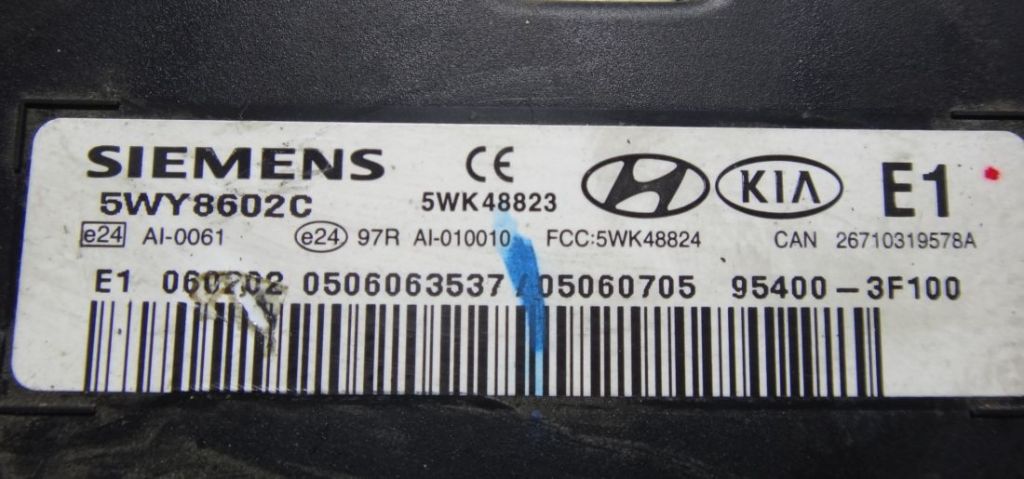 SIEMENS CE KIA E1
5WY8602C 5WK48823
e24 AI-0061 e24 97R AI-010010 FCC:5WK48824 CAN 26710319578A
E1 060202 0506063537/05060705 95400-3F100